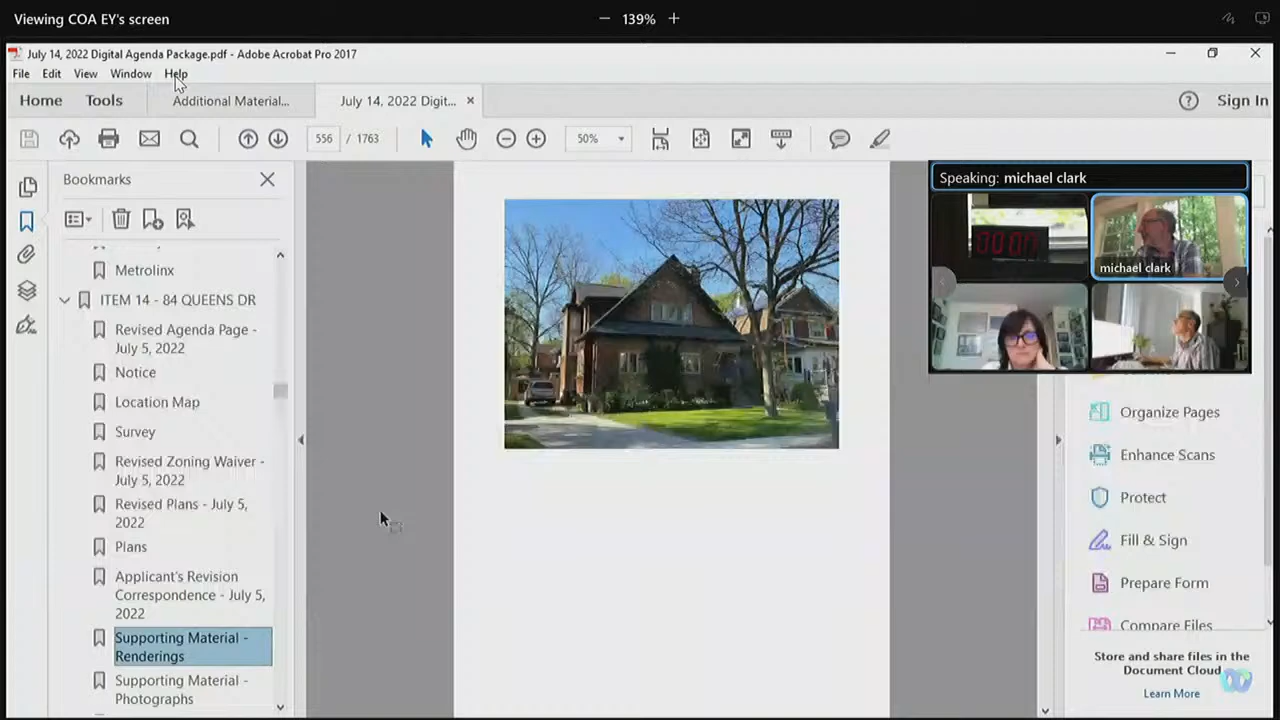 Viewing COA EY's screen
139%
July 14, 2022 Digital Agenda Package.pdf - Adobe Acrobat Pro 2017
File Edit View Window Help
Home Tools Additional Material... July 14, 2022 Digit... Sign In
556 / 1763 50%
Bookmarks
Metrolinx
ITEM 14 - 84 QUEENS DR
Revised Agenda Page -
July 5, 2022
Notice
Location Map
Survey
Revised Zoning Waiver -
July 5, 2022
Revised Plans - July 5,
2022
Plans
Applicant's Revision
Correspondence - July 5,
2022
Supporting Material -
Renderings
Supporting Material -
Photographs
Speaking: michael clark
michael clark
Organize Pages
Enhance Scans
Protect
Fill & Sign
Prepare Form
Compare Files
Store and share files in the
Document Cloud
Learn More